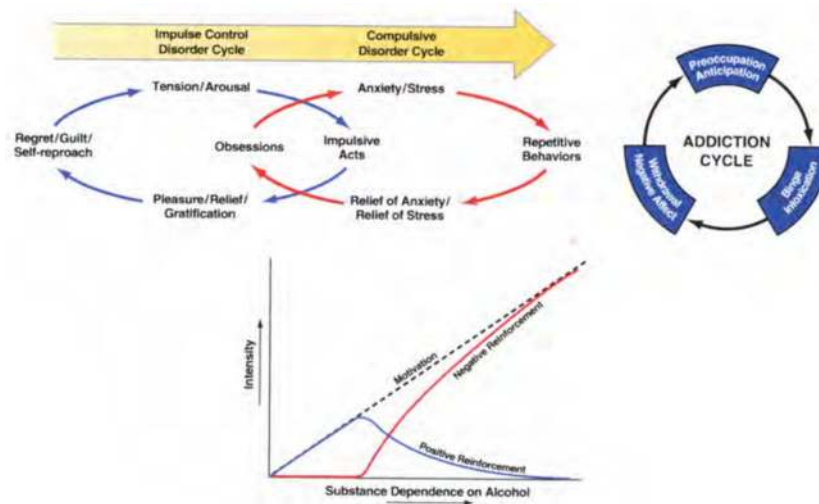 Impulse Control
Disorder Cycle
Compulsive
Disorder Cycle
Tension/Arousal
Anxiety/Stress
Regret/Guilt/
Self-reproach
Obsessions
Impulsive
Acts
Repetitive
Behaviors
Pleasure/Relief/
Gratification
Relief of Anxiety/
Relief of Stress
Preoccupation
Anticipation
ADDICTION
CYCLE
Withdrawal
Negative Affect
Binge
Intoxication
Intensity
Motivation
Negative Reinforcement
Positive Reinforcement
Substance Dependence on Alcohol